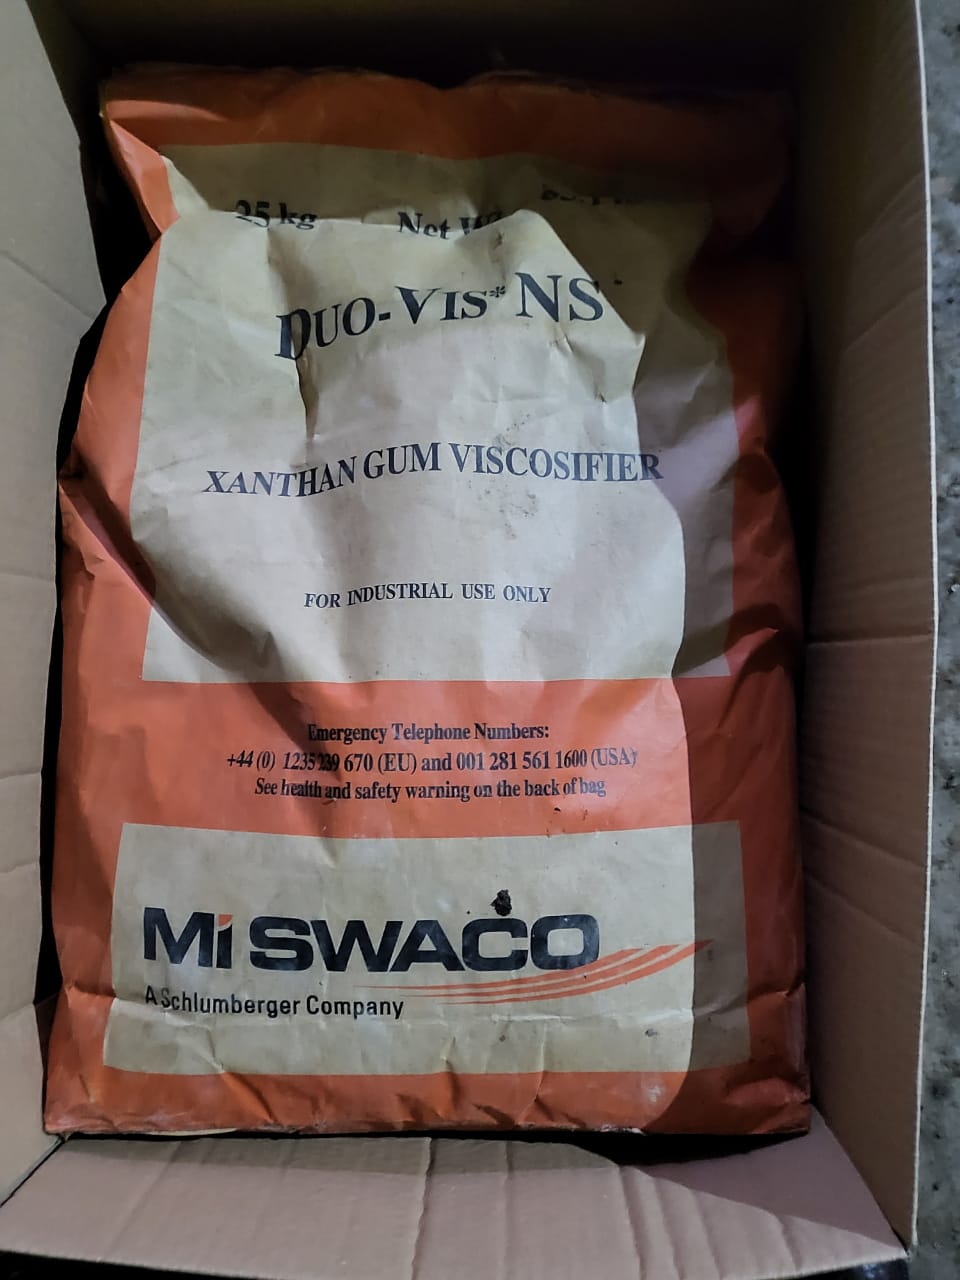 25 kg Net
DUO-VIS* NS
XANTHAN GUM VISCOSIFIER
FOR INDUSTRIAL USE ONLY
Emergency Telephone Numbers:
+44 (0) 1235 239 670 (EU) and 001 281 561 1600 (USA)
See health and safety warning on the back of bag
Mi SWACO
A Schlumberger Company